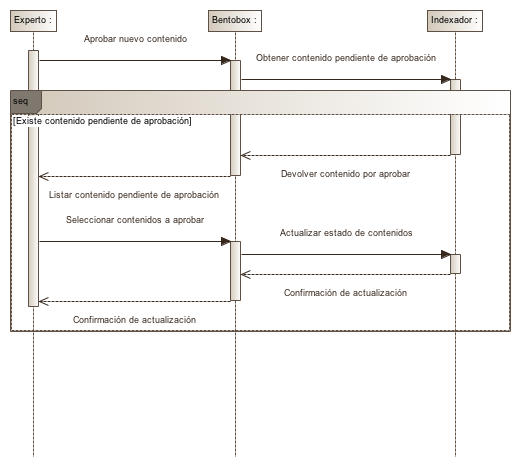 Experto :
Bentobox :
Indexador :
Aprobar nuevo contenido
Obtener contenido pendiente de aprobación
seq
[Existe contenido pendiente de aprobación]
Devolver contenido por aprobar
Listar contenido pendiente de aprobación
Seleccionar contenidos a aprobar
Actualizar estado de contenidos
Confirmación de actualización
Confirmación de actualización